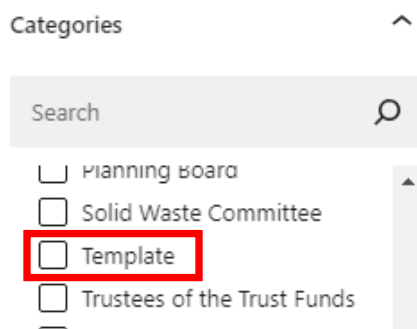 Categories
Search
Planning Board
Solid Waste Committee
Template
Trustees of the Trust Funds